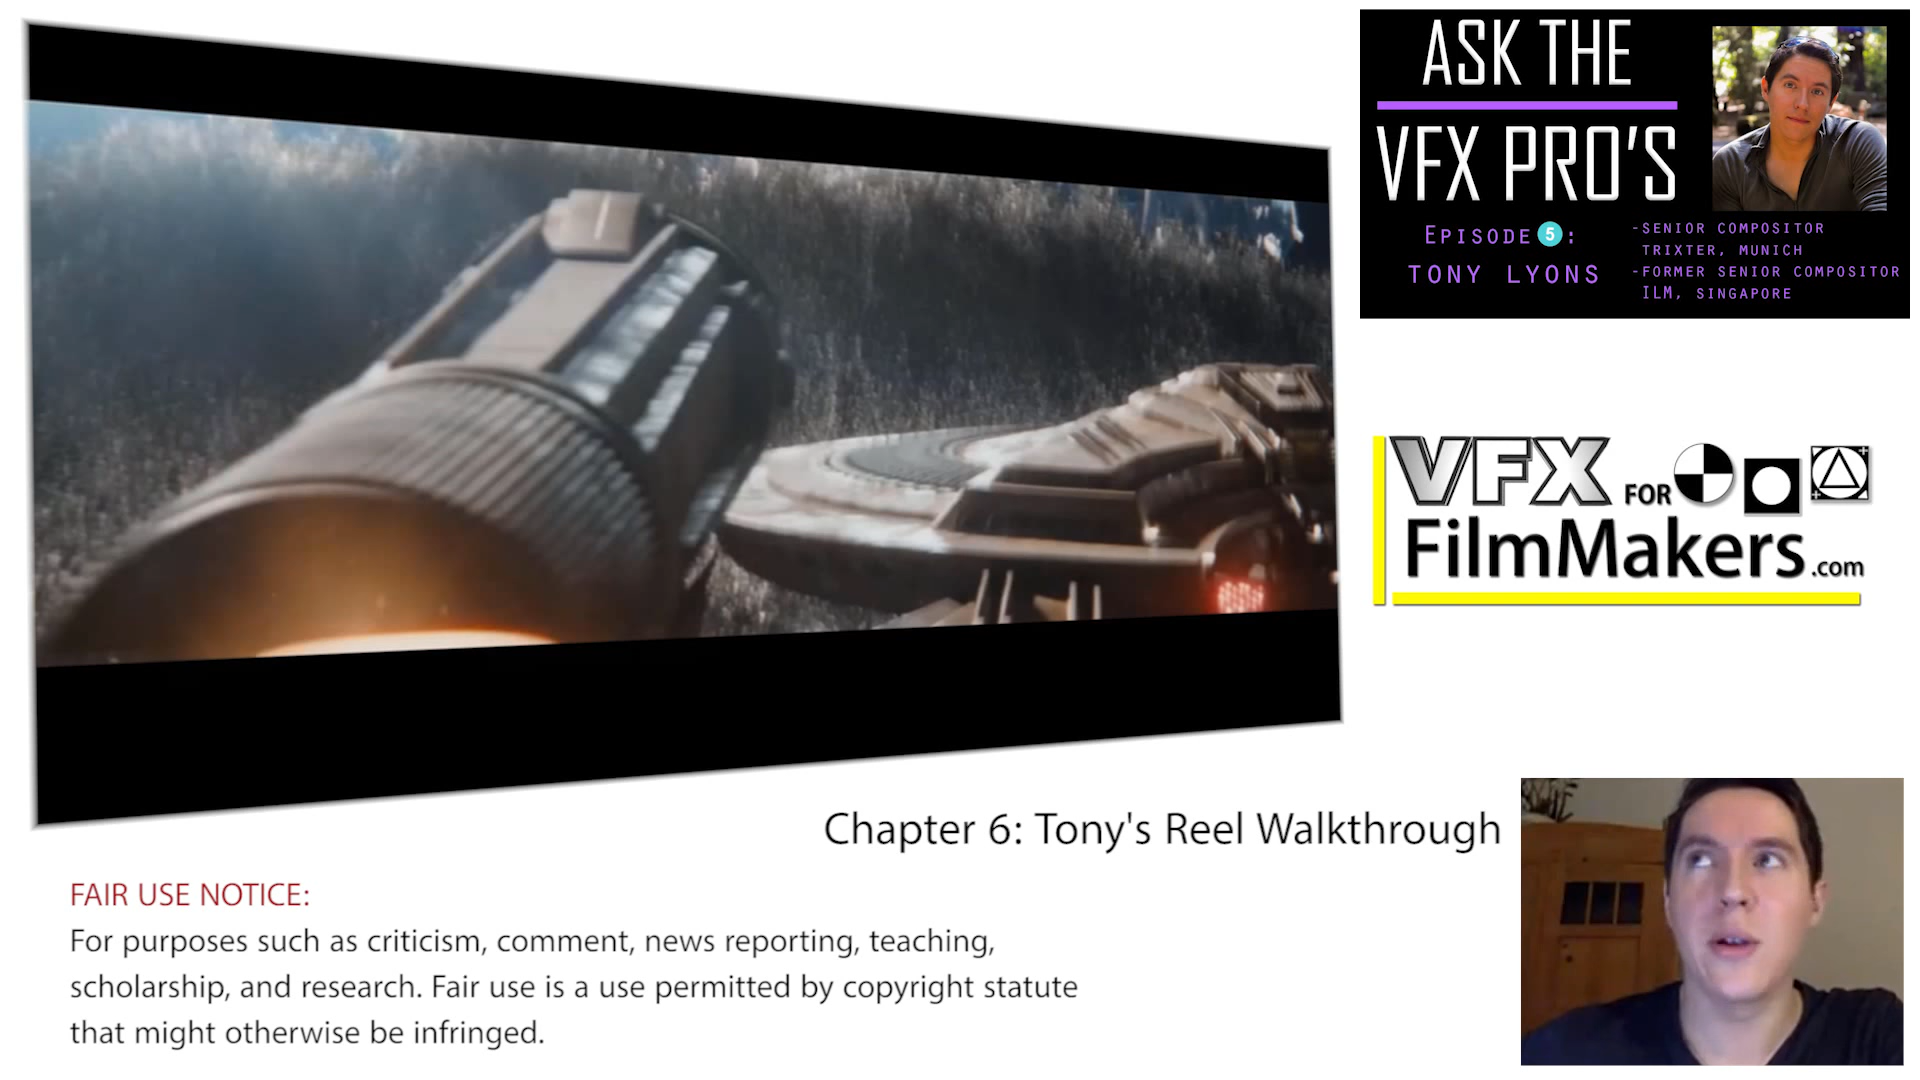 ASK THE
VFX PRO'S
EPISODE 5:
TONY LYONS
-SENIOR COMPOSITOR
TRIXTER, MUNICH
-FORMER SENIOR COMPOSITOR
ILM, SINGAPORE
VFX FOR
FilmMakers.com
Chapter 6: Tony's Reel Walkthrough
FAIR USE NOTICE:
For purposes such as criticism, comment, news reporting, teaching,
scholarship, and research. Fair use is a use permitted by copyright statute
that might otherwise be infringed.